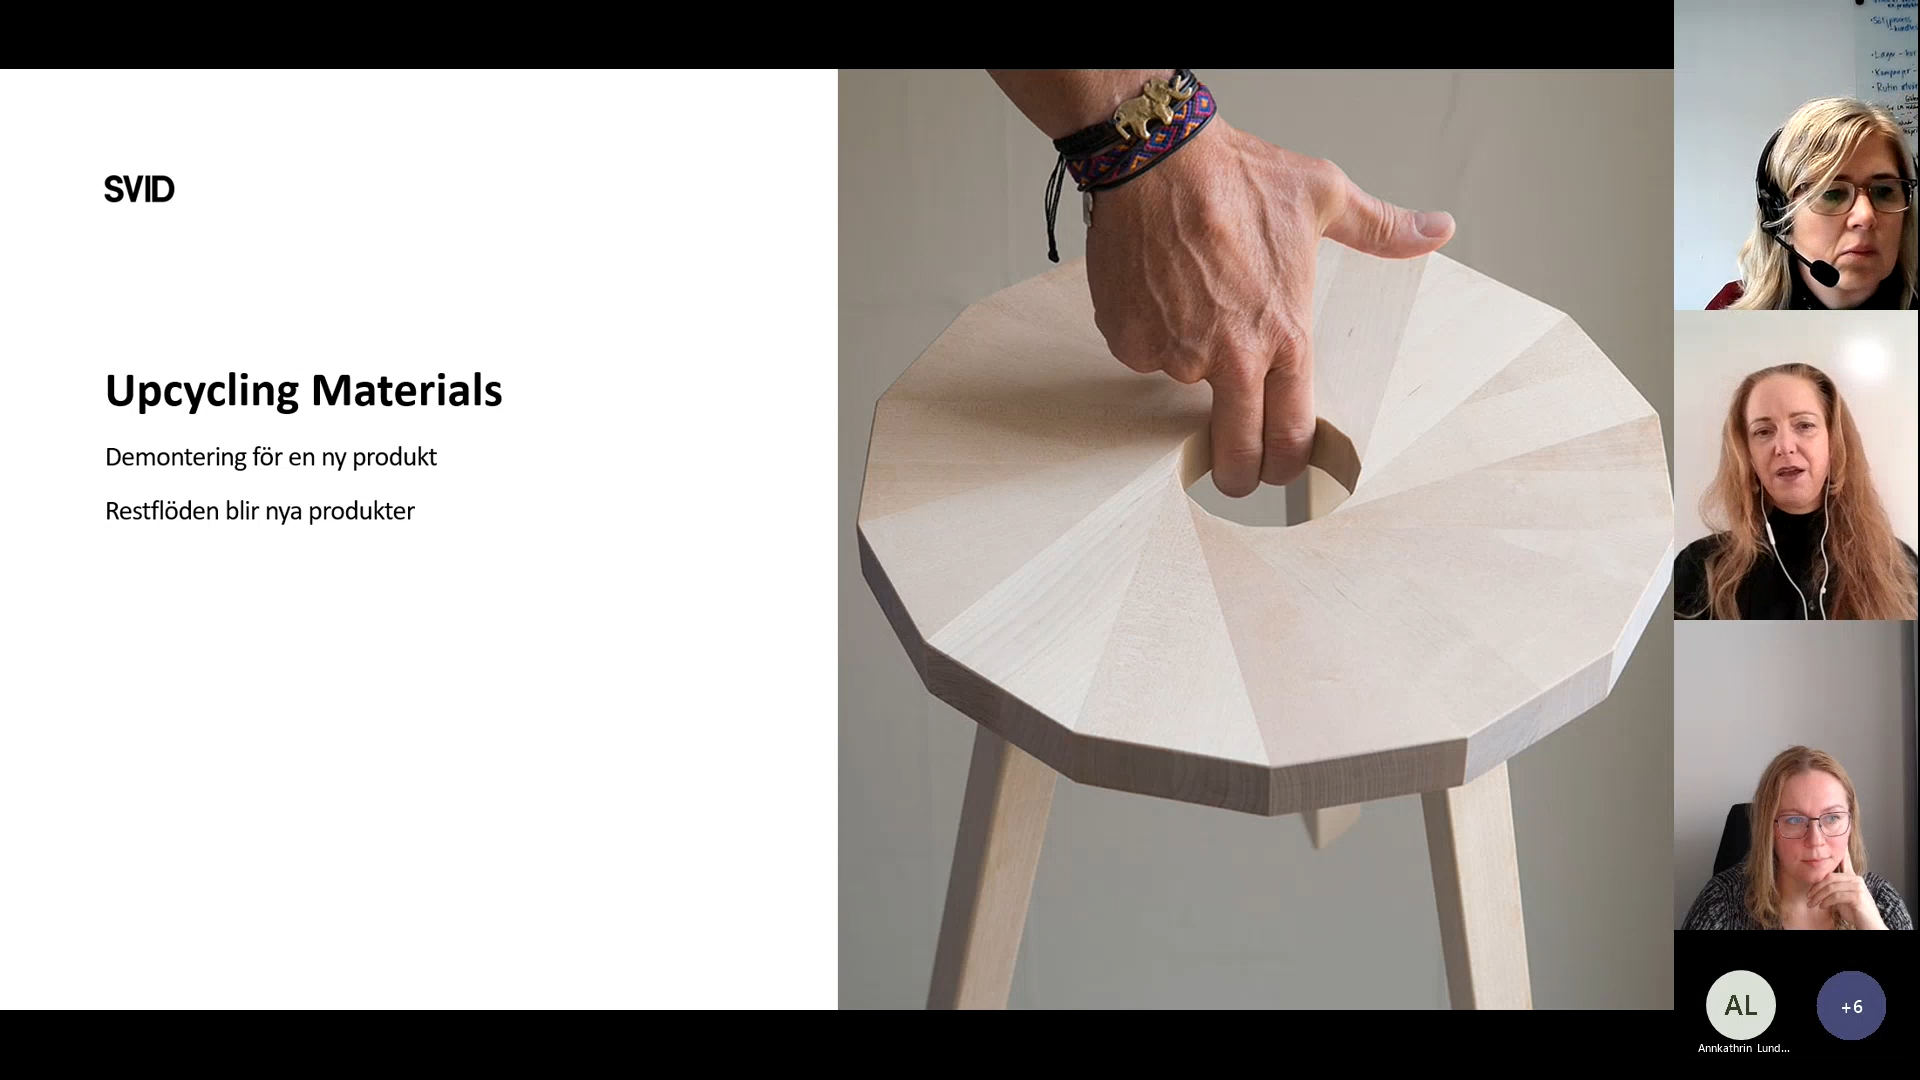 SVID
Upcycling Materials
Demontering för en ny produkt
Restflöden blir nya produkter
AL
+6
Annkathrin Lund...